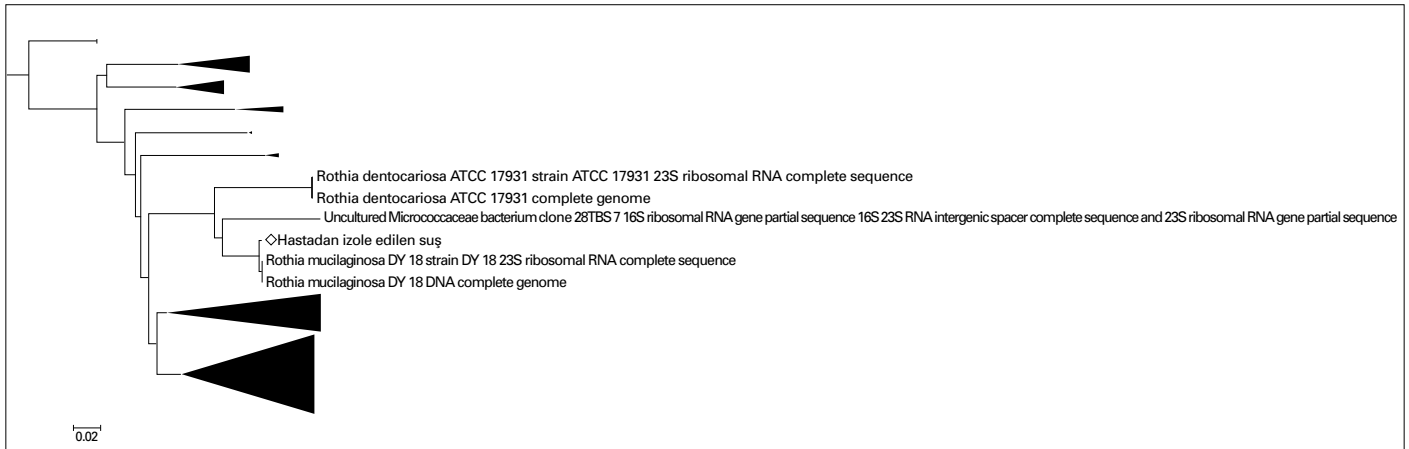 Rothia dentocariosa ATCC 17931 strain ATCC 17931 23S ribosomal RNA complete sequence
Rothia dentocariosa ATCC 17931 complete genome
Uncultured Micrococcaceae bacterium clone 28TBS 7 16S ribosomal RNA gene partial sequence 16S 23S RNA intergenic spacer complete sequence and 23S ribosomal RNA gene partial sequence
◇Hastadan izole edilen suş
Rothia mucilaginosa DY 18 strain DY 18 23S ribosomal RNA complete sequence
Rothia mucilaginosa DY 18 DNA complete genome
0.02